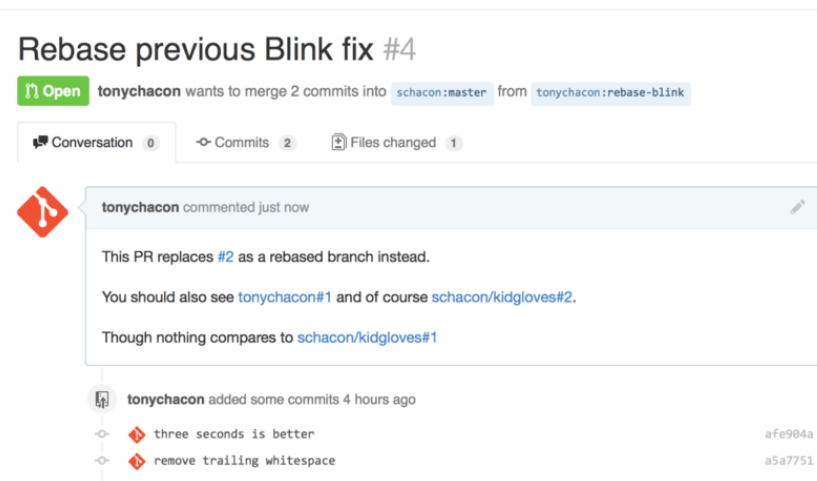 Rebase previous Blink fix #4
Open tonychacon wants to merge 2 commits into schacon:master from tonychacon:rebase-blink
Conversation 0 Commits 2 Files changed 1
tonychacon commented just now
This PR replaces #2 as a rebased branch instead.
You should also see tonychacon#1 and of course schacon/kidgloves#2.
Though nothing compares to schacon/kidgloves#1
tonychacon added some commits 4 hours ago
three seconds is better afe904a
remove trailing whitespace a5a7751